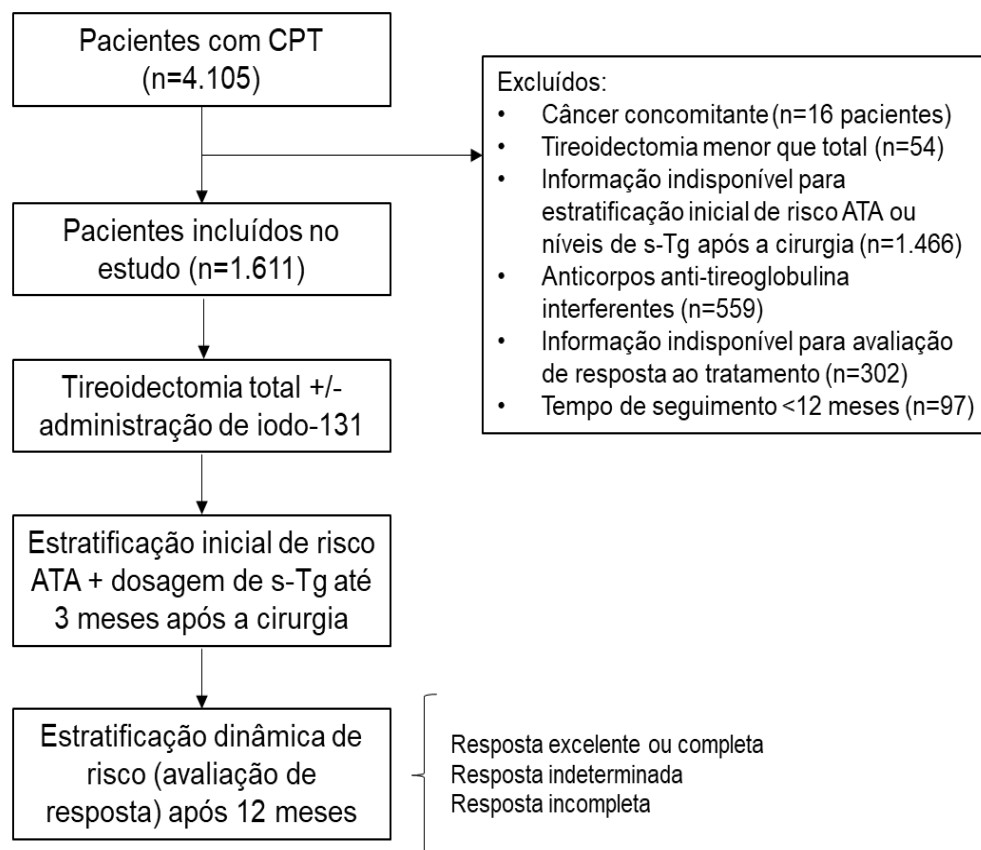 Pacientes com CPT
(n=4.105)
Excluídos:
• Câncer concomitante (n=16 pacientes)
• Tireoidectomia menor que total (n=54)
• Informação indisponível para
estratificação inicial de risco ATA ou
níveis de s-Tg após a cirurgia (n=1.466)
• Anticorpos anti-tireoglobulina
interferentes (n=559)
• Informação indisponível para avaliação
de resposta ao tratamento (n=302)
• Tempo de seguimento <12 meses (n=97)
Pacientes incluídos no
estudo (n=1.611)
Tireoidectomia total +/-
administração de iodo-131
Estratificação inicial de risco
ATA + dosagem de s-Tg até
3 meses após a cirurgia
Estratificação dinâmica de
risco (avaliação de
resposta) após 12 meses
Resposta excelente ou completa
Resposta indeterminada
Resposta incompleta